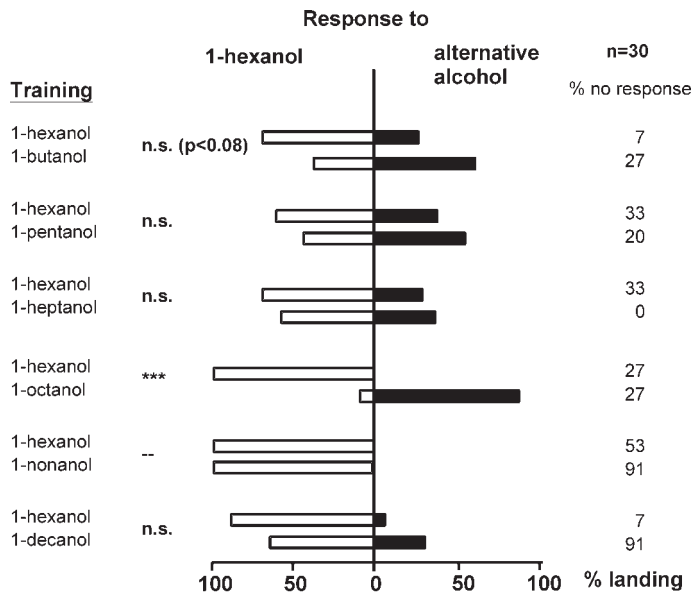 Response to
1-hexanol
alternative
alcohol
n=30
Training
% no response
1-hexanol
1-butanol
n.s. (p<0.08)
7
27
1-hexanol
1-pentanol
n.s.
33
20
1-hexanol
1-heptanol
n.s.
33
0
1-hexanol
1-octanol
***
27
27
1-hexanol
1-nonanol
--
53
91
1-hexanol
1-decanol
n.s.
7
91
100 50 0 50 100
% landing